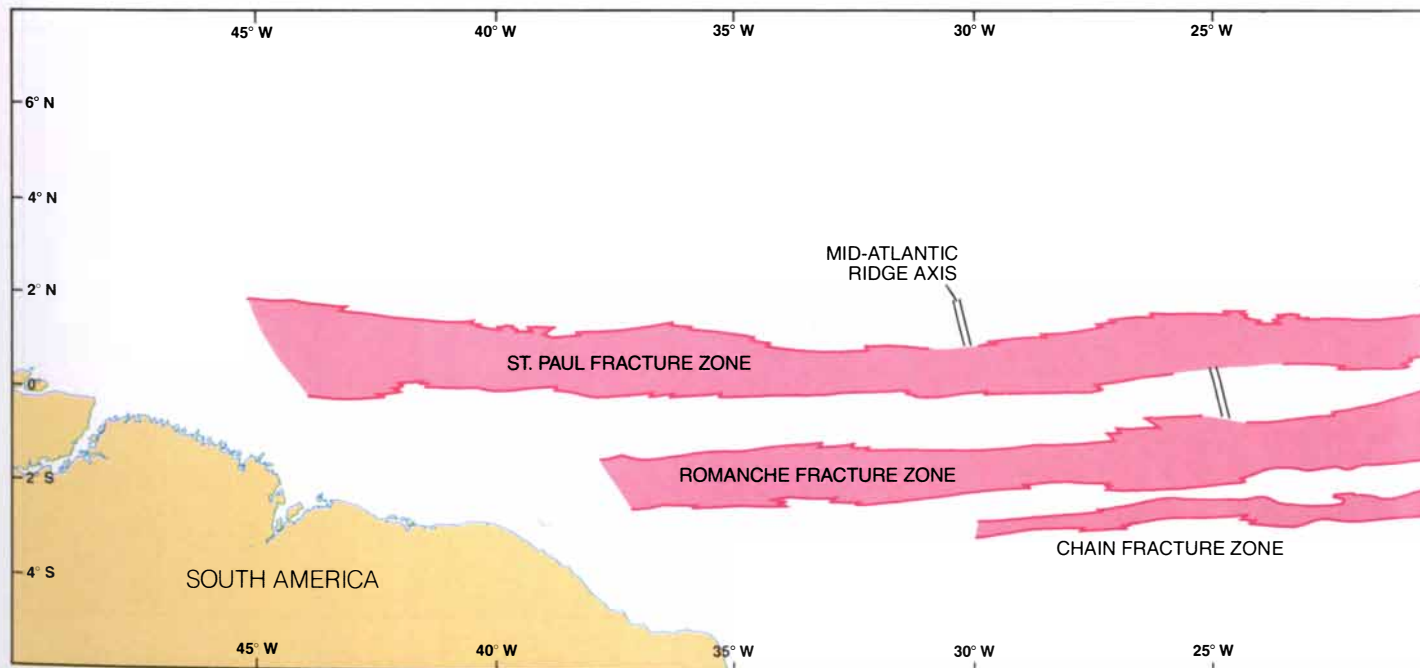 45° W 40° W 35° W 30° W 25° W
6° N
4° N
MID-ATLANTIC
RIDGE AXIS
2° N
ST. PAUL FRACTURE ZONE
0°
ROMANCHE FRACTURE ZONE
2° S
CHAIN FRACTURE ZONE
4° S
SOUTH AMERICA
45° W 40° W 35° W 30° W 25° W